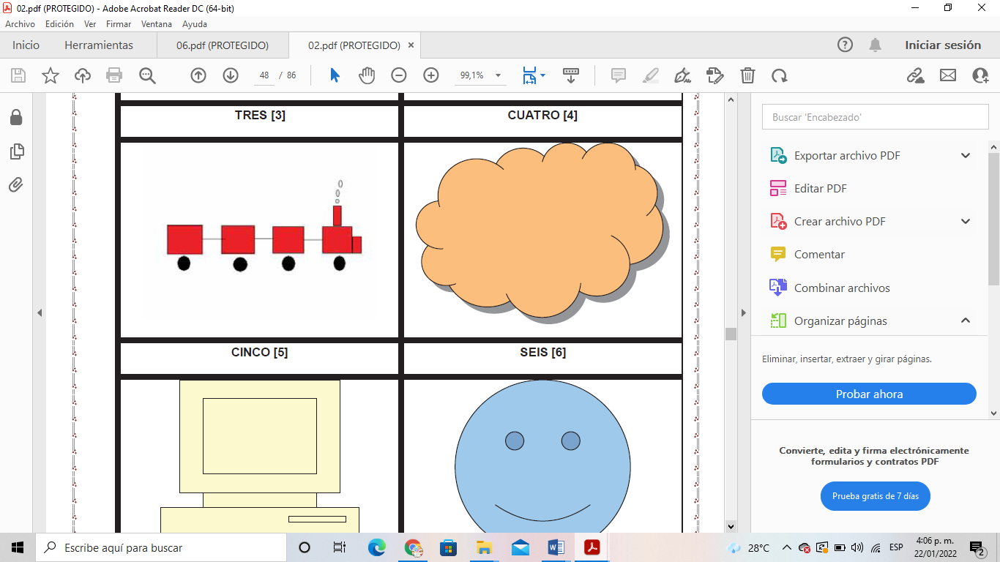 02.pdf (PROTEGIDO) - Adobe Acrobat Reader DC (64-bit)
Archivo Edición Ver Firmar Ventana Ayuda
Inicio Herramientas 06.pdf (PROTEGIDO) 02.pdf (PROTEGIDO) × Iniciar sesión
48 / 86 99,1%
TRES [3] CUATRO [4]
CINCO [5] SEIS [6]
Buscar 'Encabezado'
Exportar archivo PDF
Editar PDF
Crear archivo PDF
Comentar
Combinar archivos
Organizar páginas
Eliminar, insertar, extraer y girar páginas.
Probar ahora
Convierte, edita y firma electrónicamente
formularios y contratos PDF
Prueba gratis de 7 días
Escribe aquí para buscar
28°C ESP 4:06 p. m.
22/01/2022
2